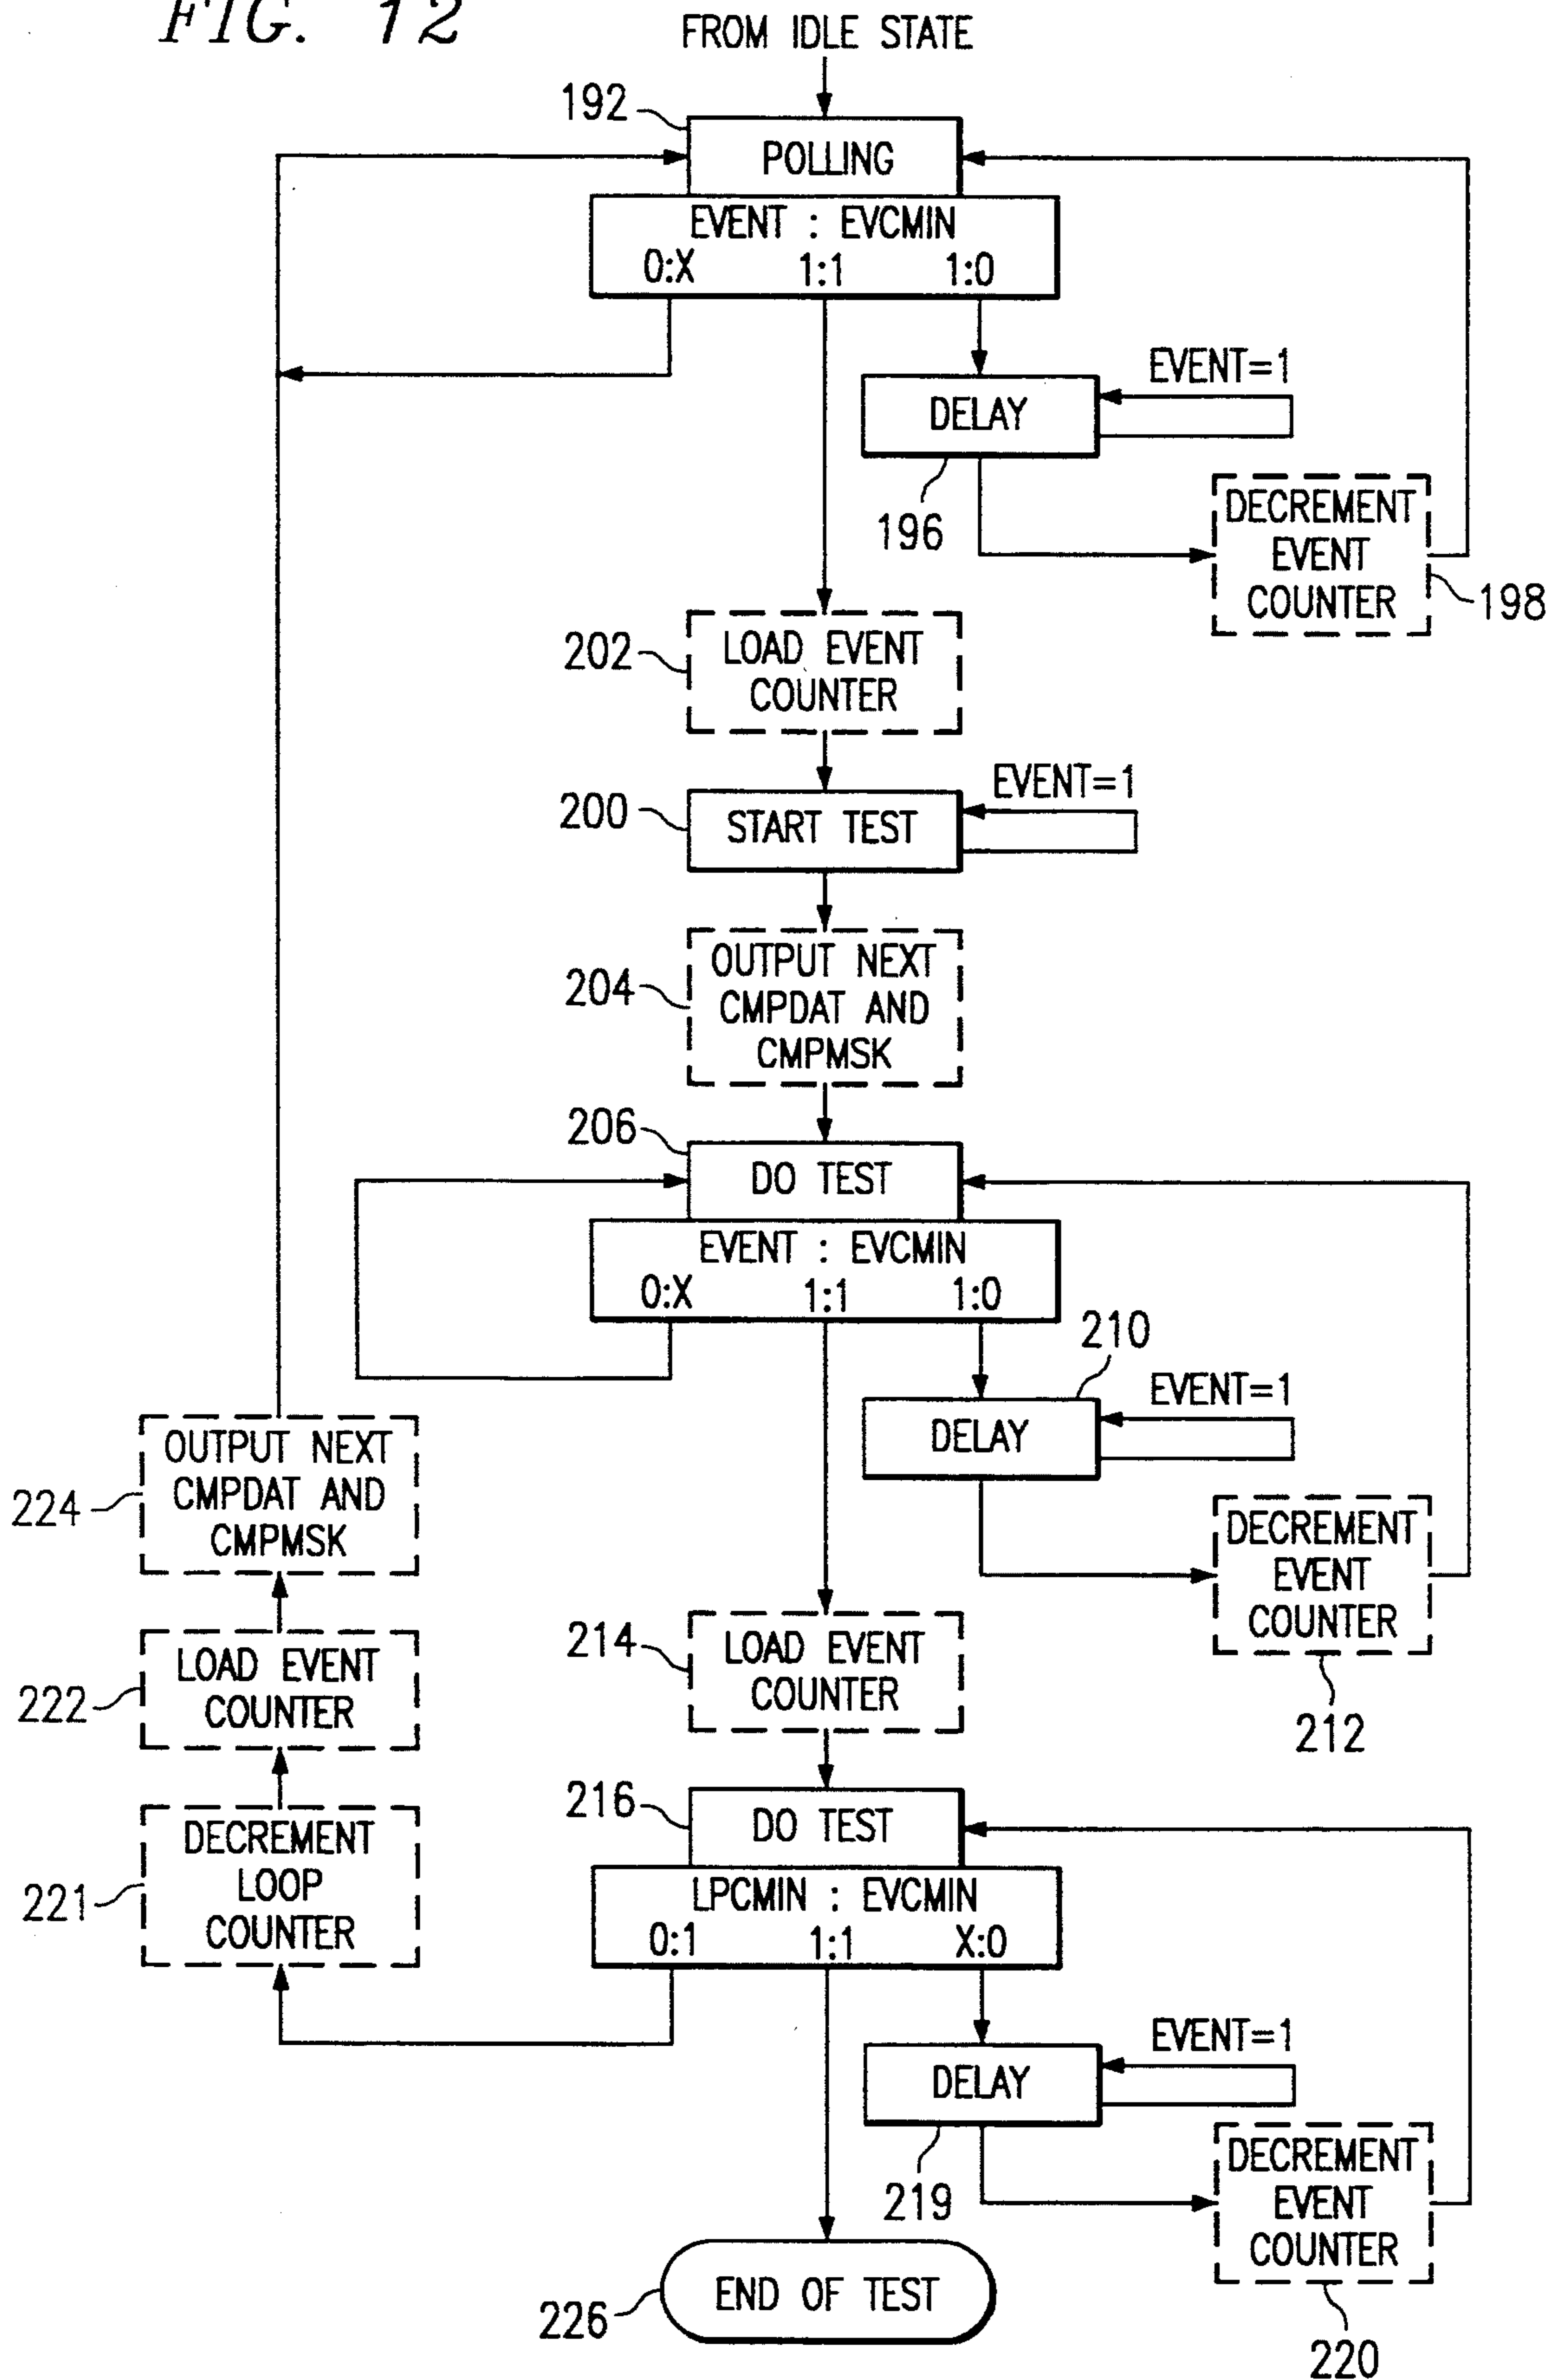 FIG. 12
FROM IDLE STATE
192
POLLING
EVENT : EVCMIN
0:X 1:1 1:0
EVENT=1
DELAY
196
DECREMENT
EVENT
COUNTER
198
202
LOAD EVENT
COUNTER
EVENT=1
200
START TEST
204
OUTPUT NEXT
CMPDAT AND
CMPMSK
206
DO TEST
EVENT : EVCMIN
0:X 1:1 1:0
210
EVENT=1
DELAY
DECREMENT
EVENT
COUNTER
212
214
LOAD EVENT
COUNTER
216
DO TEST
LPCMIN : EVCMIN
0:1 1:1 X:0
EVENT=1
DELAY
219
DECREMENT
EVENT
COUNTER
220
221
DECREMENT
LOOP
COUNTER
222
LOAD EVENT
COUNTER
224
OUTPUT NEXT
CMPDAT AND
CMPMSK
END OF TEST
226